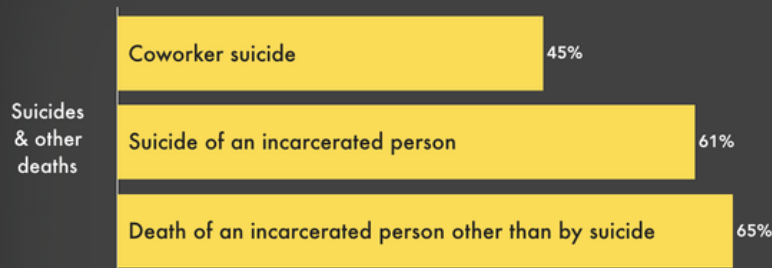 Suicides
& other
deaths
Coworker suicide 45%
Suicide of an incarcerated person 61%
Death of an incarcerated person other than by suicide 65%